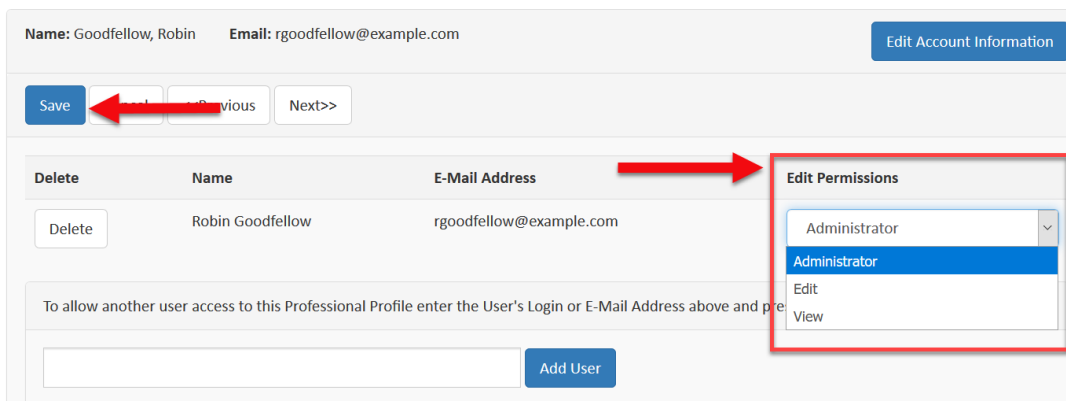 Name: Goodfellow, Robin Email: rgoodfellow@example.com
Edit Account Information
Save Next>>
Delete Name E-Mail Address Edit Permissions
Delete Robin Goodfellow rgoodfellow@example.com Administrator
Administrator
Edit
To allow another user access to this Professional Profile enter the User's Login or E-Mail Address above and
View
Add User